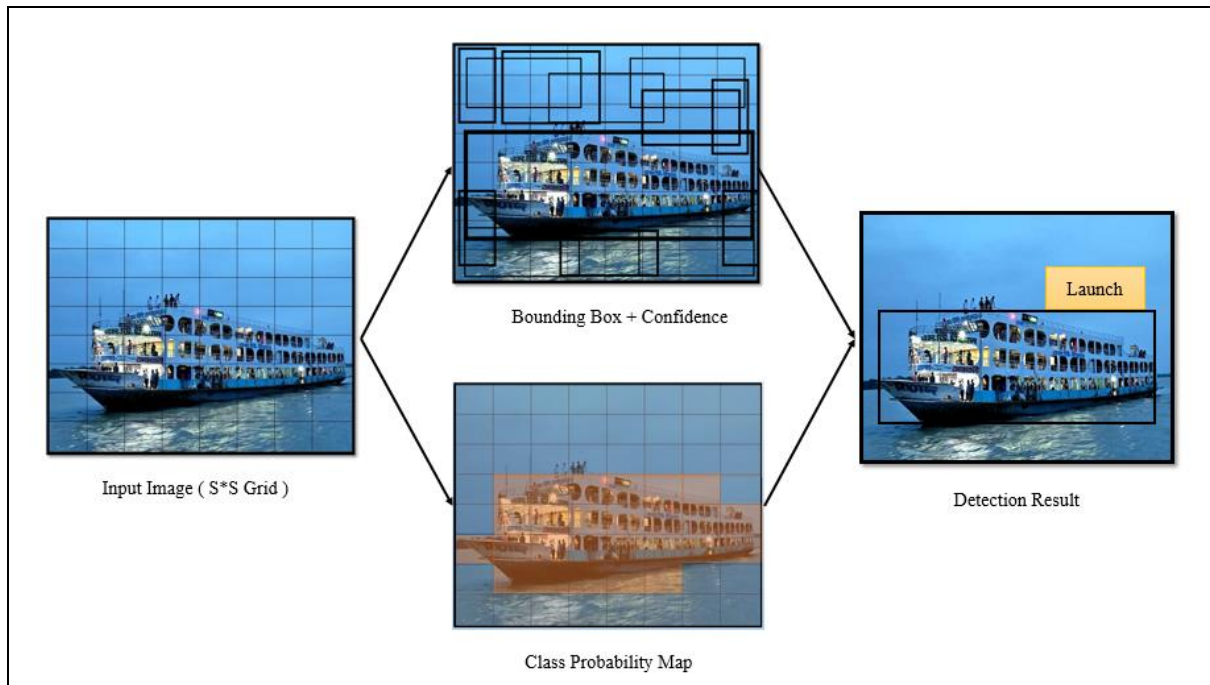 Bounding Box + Confidence
Launch
Input Image ( S*S Grid )
Detection Result
Class Probability Map